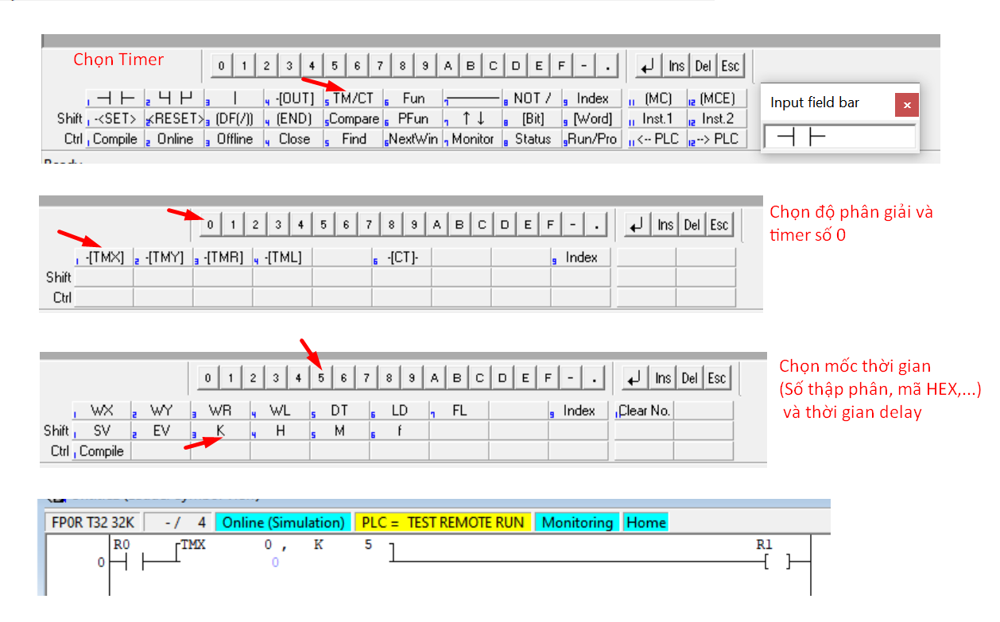 Chọn Timer
0 1 2 3 4 5 6 7 8 9 A B C D E F - . Ins Del Esc
1 2 3 4 -[OUT] 5 TM/CT 6 Fun 7 8 NOT / 9 Index 11 (MC) 12 (MCE)
Shift 1 -<SET> 2 <RESET> 3 (DF(/)) 4 (END) 5 Compare 6 PFun 7 ↑ ↓ 8 [Bit] 9 [Word] 11 Inst.1 12 Inst.2
Ctrl 1 Compile 2 Online 3 Offline 4 Close 5 Find 6 NextWin 7 Monitor 8 Status 9 Run/Pro 11 <-- PLC 12 --> PLC
Input field bar
Chọn độ phân giải và
timer số 0
0 1 2 3 4 5 6 7 8 9 A B C D E F - . Ins Del Esc
1 -[TMX] 2 -[TMY] 3 -[TMR] 4 -[TML] 6 -[CT]- 9 Index
Shift
Ctrl
Chọn mốc thời gian
(Số thập phân, mã HEX,...)
và thời gian delay
0 1 2 3 4 5 6 7 8 9 A B C D E F - . Ins Del Esc
1 WX 2 WY 3 WR 4 WL 5 DT 6 LD 7 FL 9 Index 1 Clear No.
Shift 1 SV 2 EV 3 K 4 H 5 M 6 f
Ctrl 1 Compile
FP0R T32 32K - / 4 Online (Simulation) PLC = TEST REMOTE RUN Monitoring Home
R0 TMX 0 , K 5 R1
0 0